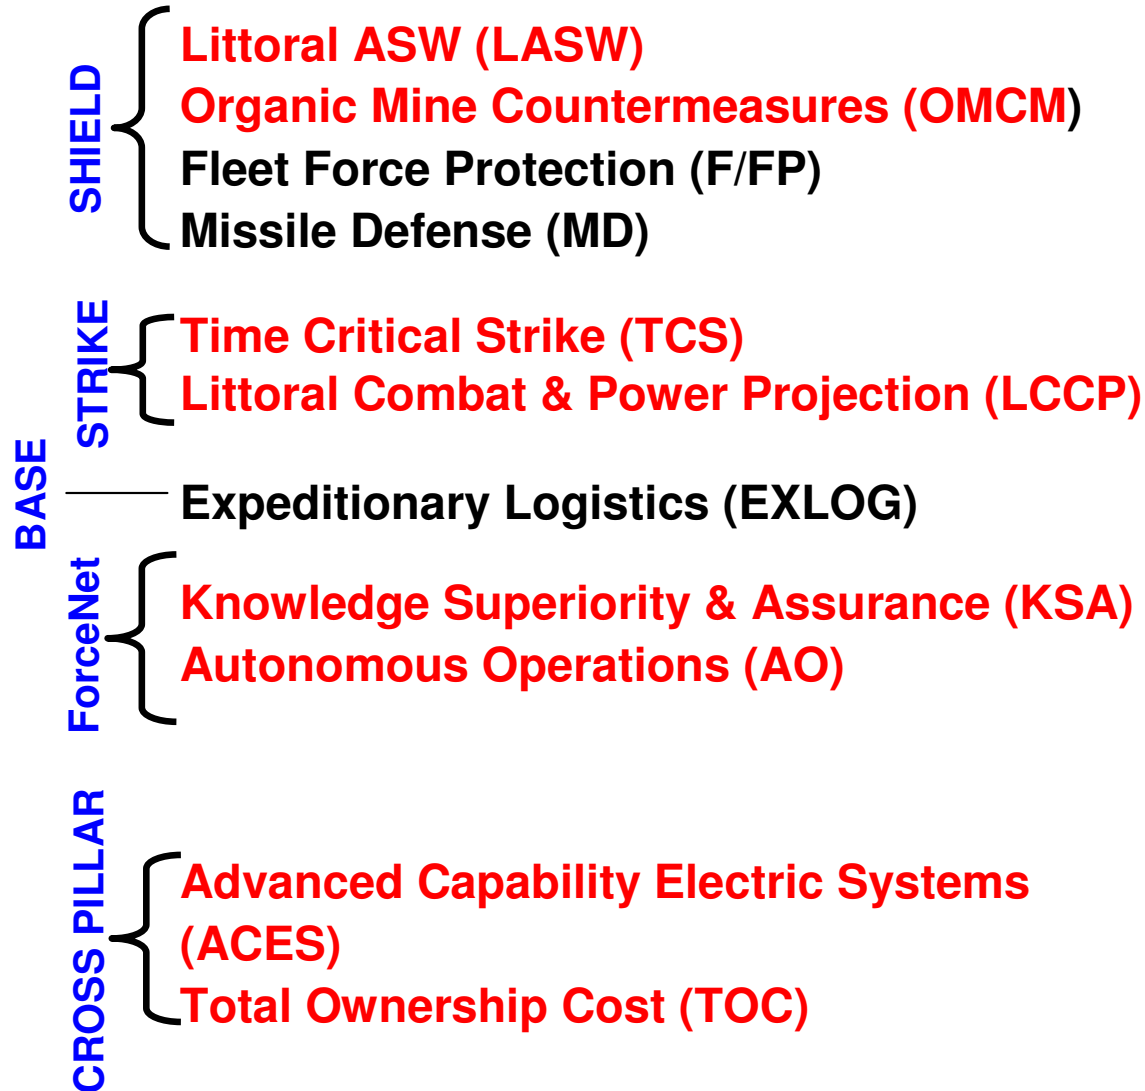 SHIELD
Littoral ASW (LASW)
Organic Mine Countermeasures (OMCM)
Fleet Force Protection (F/FP)
Missile Defense (MD)
STRIKE
Time Critical Strike (TCS)
Littoral Combat & Power Projection (LCCP)
BASE
Expeditionary Logistics (EXLOG)
ForceNet
Knowledge Superiority & Assurance (KSA)
Autonomous Operations (AO)
CROSS PILLAR
Advanced Capability Electric Systems
(ACES)
Total Ownership Cost (TOC)